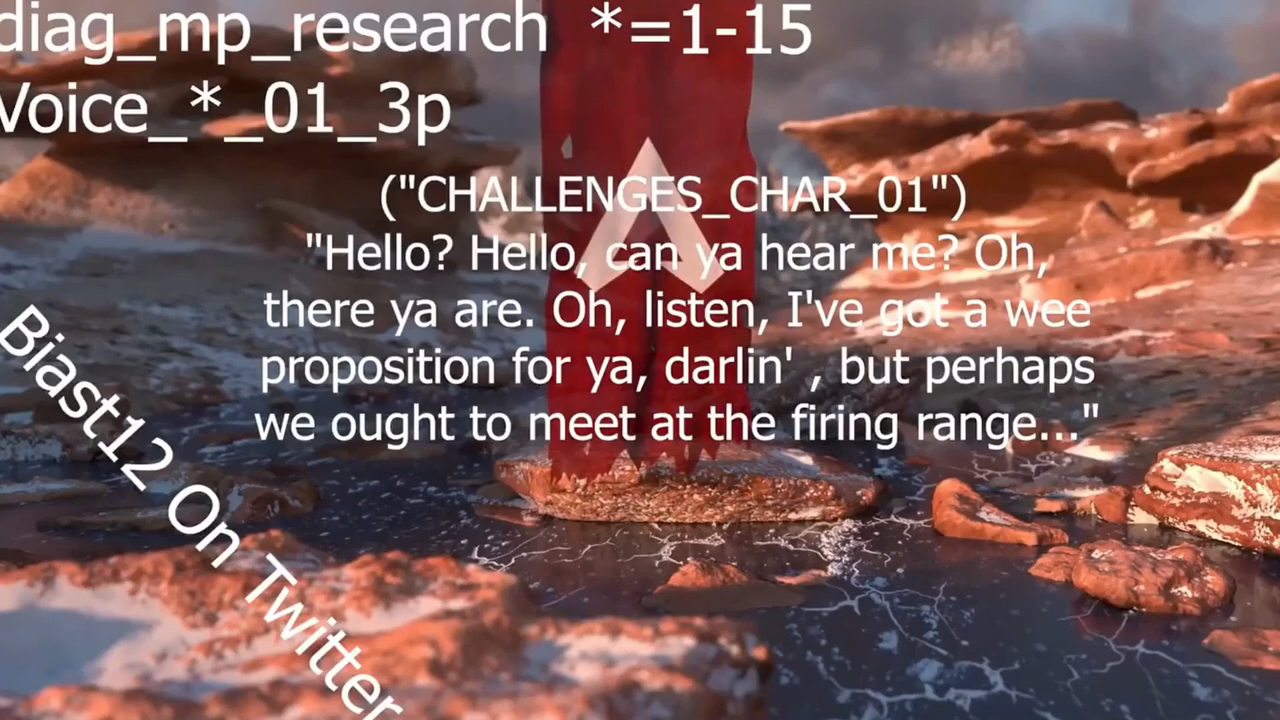 diag_mp_research *=1-15
Voice_*_01_3p
("CHALLENGES_CHAR_01")
"Hello? Hello, can ya hear me? Oh,
there ya are. Oh, listen, I've got a wee
proposition for ya, darlin' , but perhaps
we ought to meet at the firing range..."
Biast12 On Twitter